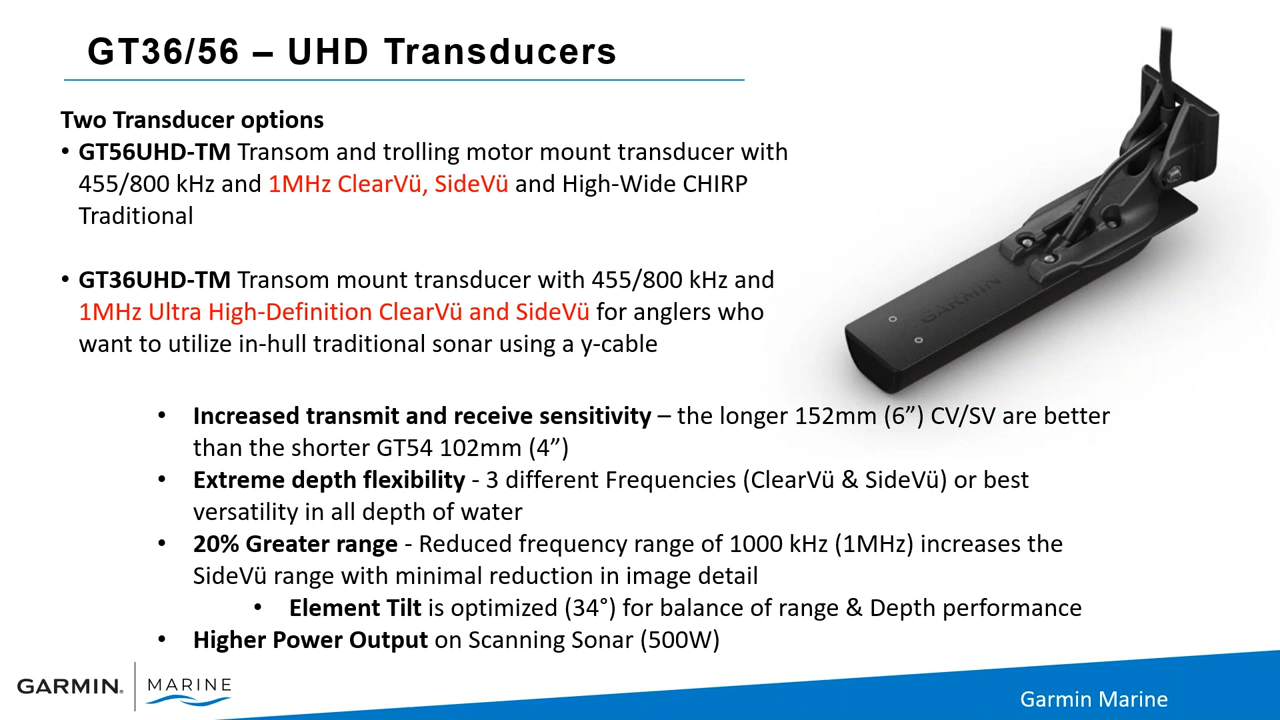 GT36/56 – UHD Transducers
Two Transducer options
• GT56UHD-TM Transom and trolling motor mount transducer with
455/800 kHz and 1MHz ClearVü, SideVü and High-Wide CHIRP
Traditional
• GT36UHD-TM Transom mount transducer with 455/800 kHz and
1MHz Ultra High-Definition ClearVü and SideVü for anglers who
want to utilize in-hull traditional sonar using a y-cable
GARMIN
• Increased transmit and receive sensitivity – the longer 152mm (6”) CV/SV are better
than the shorter GT54 102mm (4”)
• Extreme depth flexibility - 3 different Frequencies (ClearVü & SideVü) or best
versatility in all depth of water
• 20% Greater range - Reduced frequency range of 1000 kHz (1MHz) increases the
SideVü range with minimal reduction in image detail
• Element Tilt is optimized (34°) for balance of range & Depth performance
• Higher Power Output on Scanning Sonar (500W)
GARMIN. MARINE
Garmin Marine